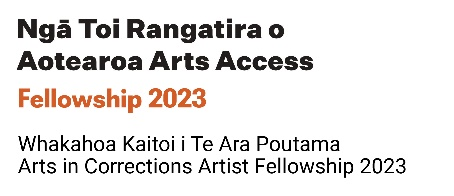 Ngā Toi Rangatira o
Aotearoa Arts Access
Fellowship 2023
Whakahoa Kaitoi i Te Ara Poutama
Arts in Corrections Artist Fellowship 2023